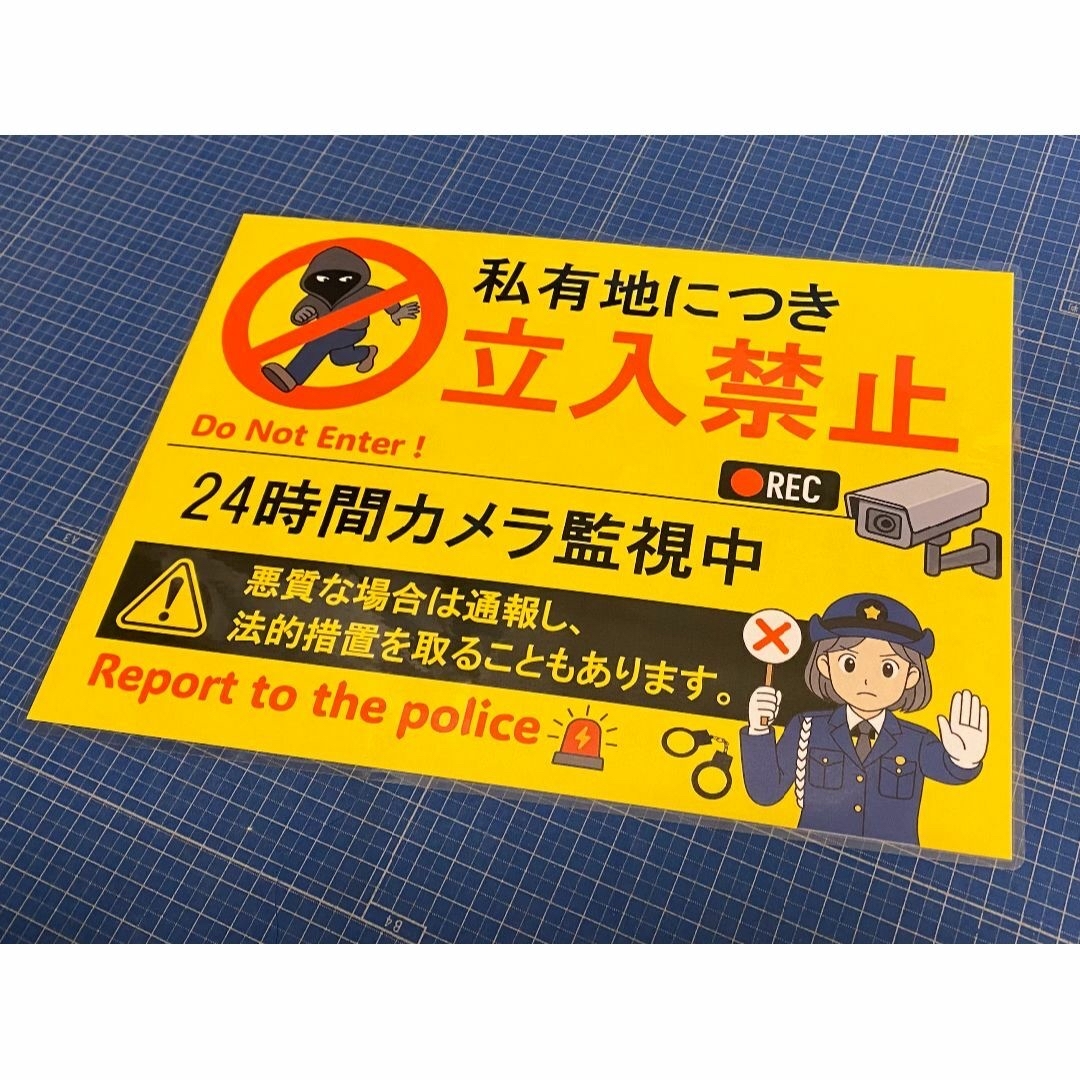 私有地につき
立入禁止
Do Not Enter !
REC
24時間カメラ監視中
悪質な場合は通報し、
法的措置を取ることもあります。
Report to the police
A3
B4